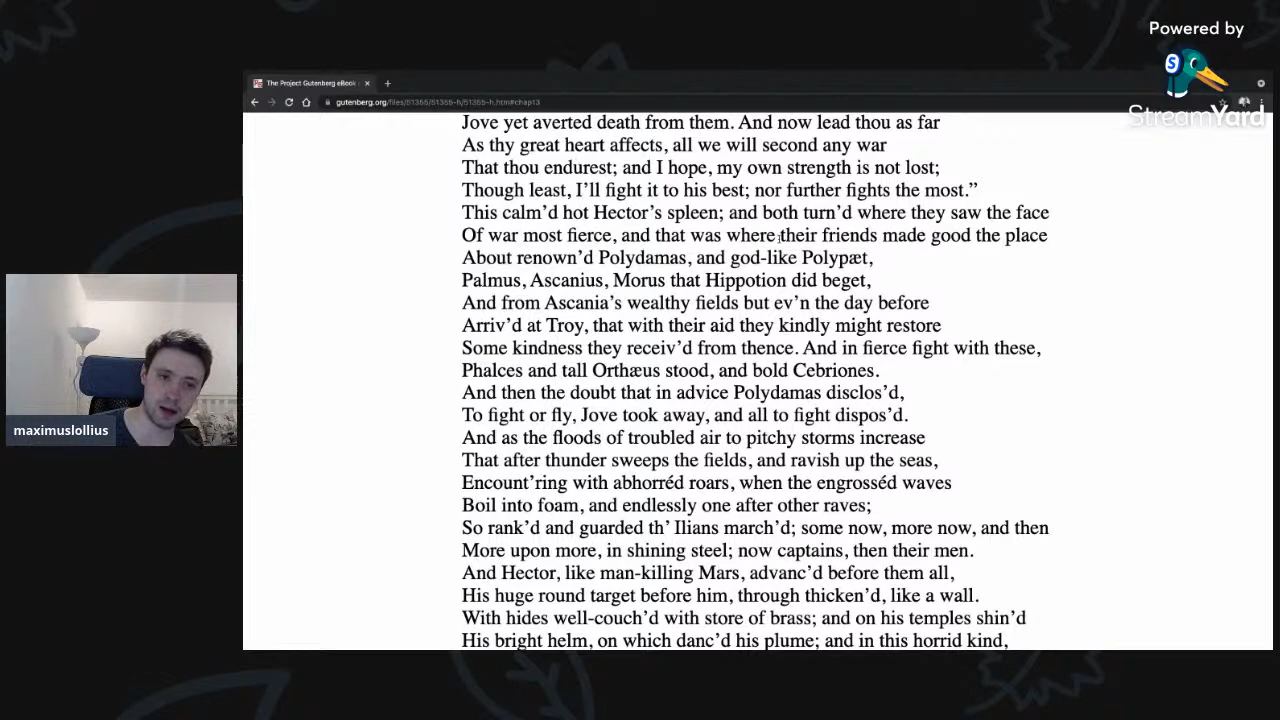 Powered by
StreamYard
The Project Gutenberg eBook
gutenberg.org/files/51355/51355-h/51355-h.htm#chap13
Jove yet averted death from them. And now lead thou as far
As thy great heart affects, all we will second any war
That thou endurest; and I hope, my own strength is not lost;
Though least, I’ll fight it to his best; nor further fights the most.”
This calm’d hot Hector’s spleen; and both turn’d where they saw the face
Of war most fierce, and that was where their friends made good the place
About renown’d Polydamas, and god-like Polypæt,
Palmus, Ascanius, Morus that Hippotion did beget,
And from Ascania’s wealthy fields but ev’n the day before
Arriv’d at Troy, that with their aid they kindly might restore
Some kindness they receiv’d from thence. And in fierce fight with these,
Phalces and tall Orthæus stood, and bold Cebriones.
And then the doubt that in advice Polydamas disclos’d,
To fight or fly, Jove took away, and all to fight dispos’d.
And as the floods of troubled air to pitchy storms increase
That after thunder sweeps the fields, and ravish up the seas,
Encount’ring with abhorréd roars, when the engrosséd waves
Boil into foam, and endlessly one after other raves;
So rank’d and guarded th’ Ilians march’d; some now, more now, and then
More upon more, in shining steel; now captains, then their men.
And Hector, like man-killing Mars, advanc’d before them all,
His huge round target before him, through thicken’d, like a wall.
With hides well-couch’d with store of brass; and on his temples shin’d
His bright helm, on which danc’d his plume; and in this horrid kind,
maximuslollius